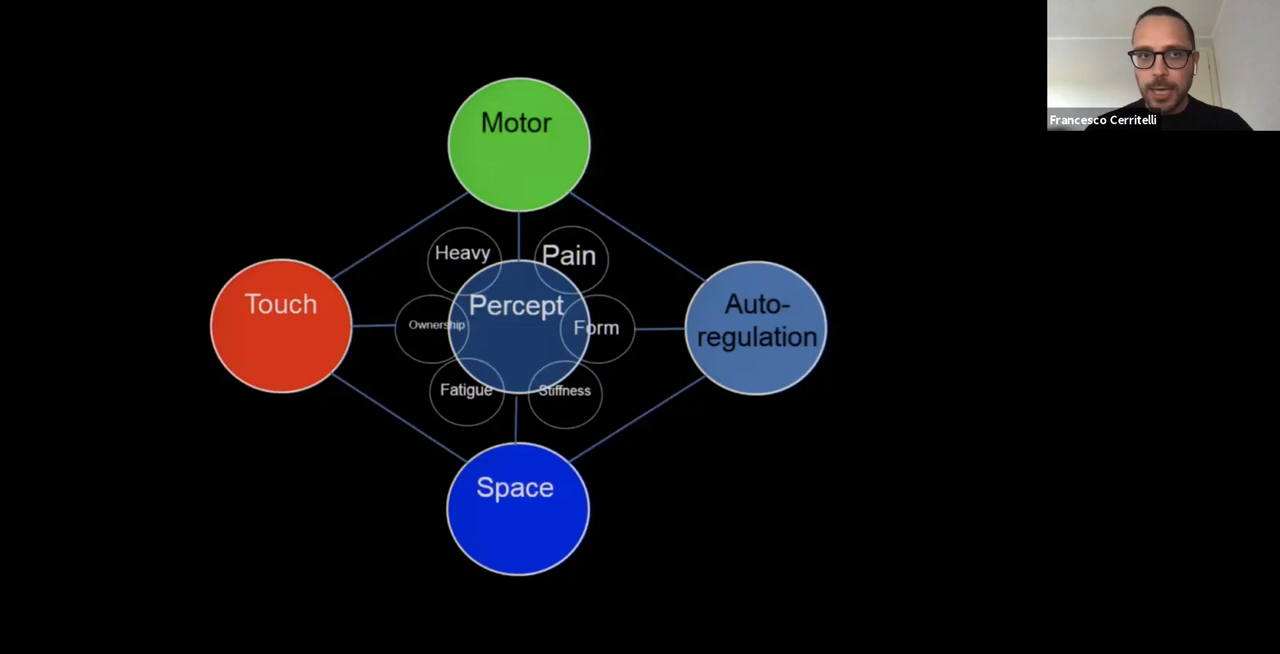 Francesco Cerritelli
Motor
Heavy
Pain
Touch
Percept
Auto-
regulation
Ownership
Form
Fatigue
Stiffness
Space